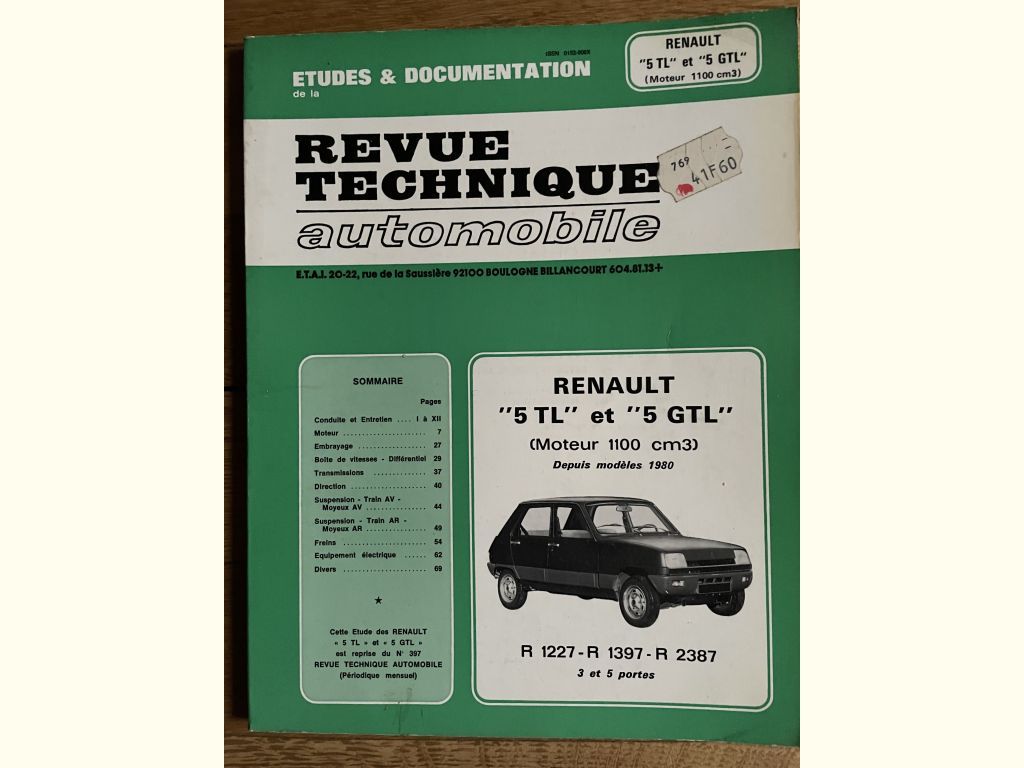 ISSN 0153-906X
ETUDES & DOCUMENTATION
de la
RENAULT
"5 TL" et "5 GTL"
(Moteur 1100 cm3)
REVUE
TECHNIQUE
automobile
769
41F60
E.T.A.I. 20-22, rue de la Saussière 92100 BOULOGNE BILLANCOURT 604.81.13+
SOMMAIRE
Pages
Conduite et Entretien .... I à XII
Moteur ..................... 7
Embrayage .................. 27
Boîte de vitesses - Différentiel 29
Transmissions .............. 37
Direction .................... 40
Suspension - Train AV -
Moyeux AV ................ 44
Suspension - Train AR -
Moyeux AR ................ 49
Freins ...................... 54
Equipement électrique ...... 62
Divers ...................... 69
★
Cette Etude des RENAULT
« 5 TL » et « 5 GTL »
est reprise du N° 397
REVUE TECHNIQUE AUTOMOBILE
(Périodique mensuel)
RENAULT
"5 TL" et "5 GTL"
(Moteur 1100 cm3)
Depuis modèles 1980
R 1227 - R 1397 - R 2387
3 et 5 portes